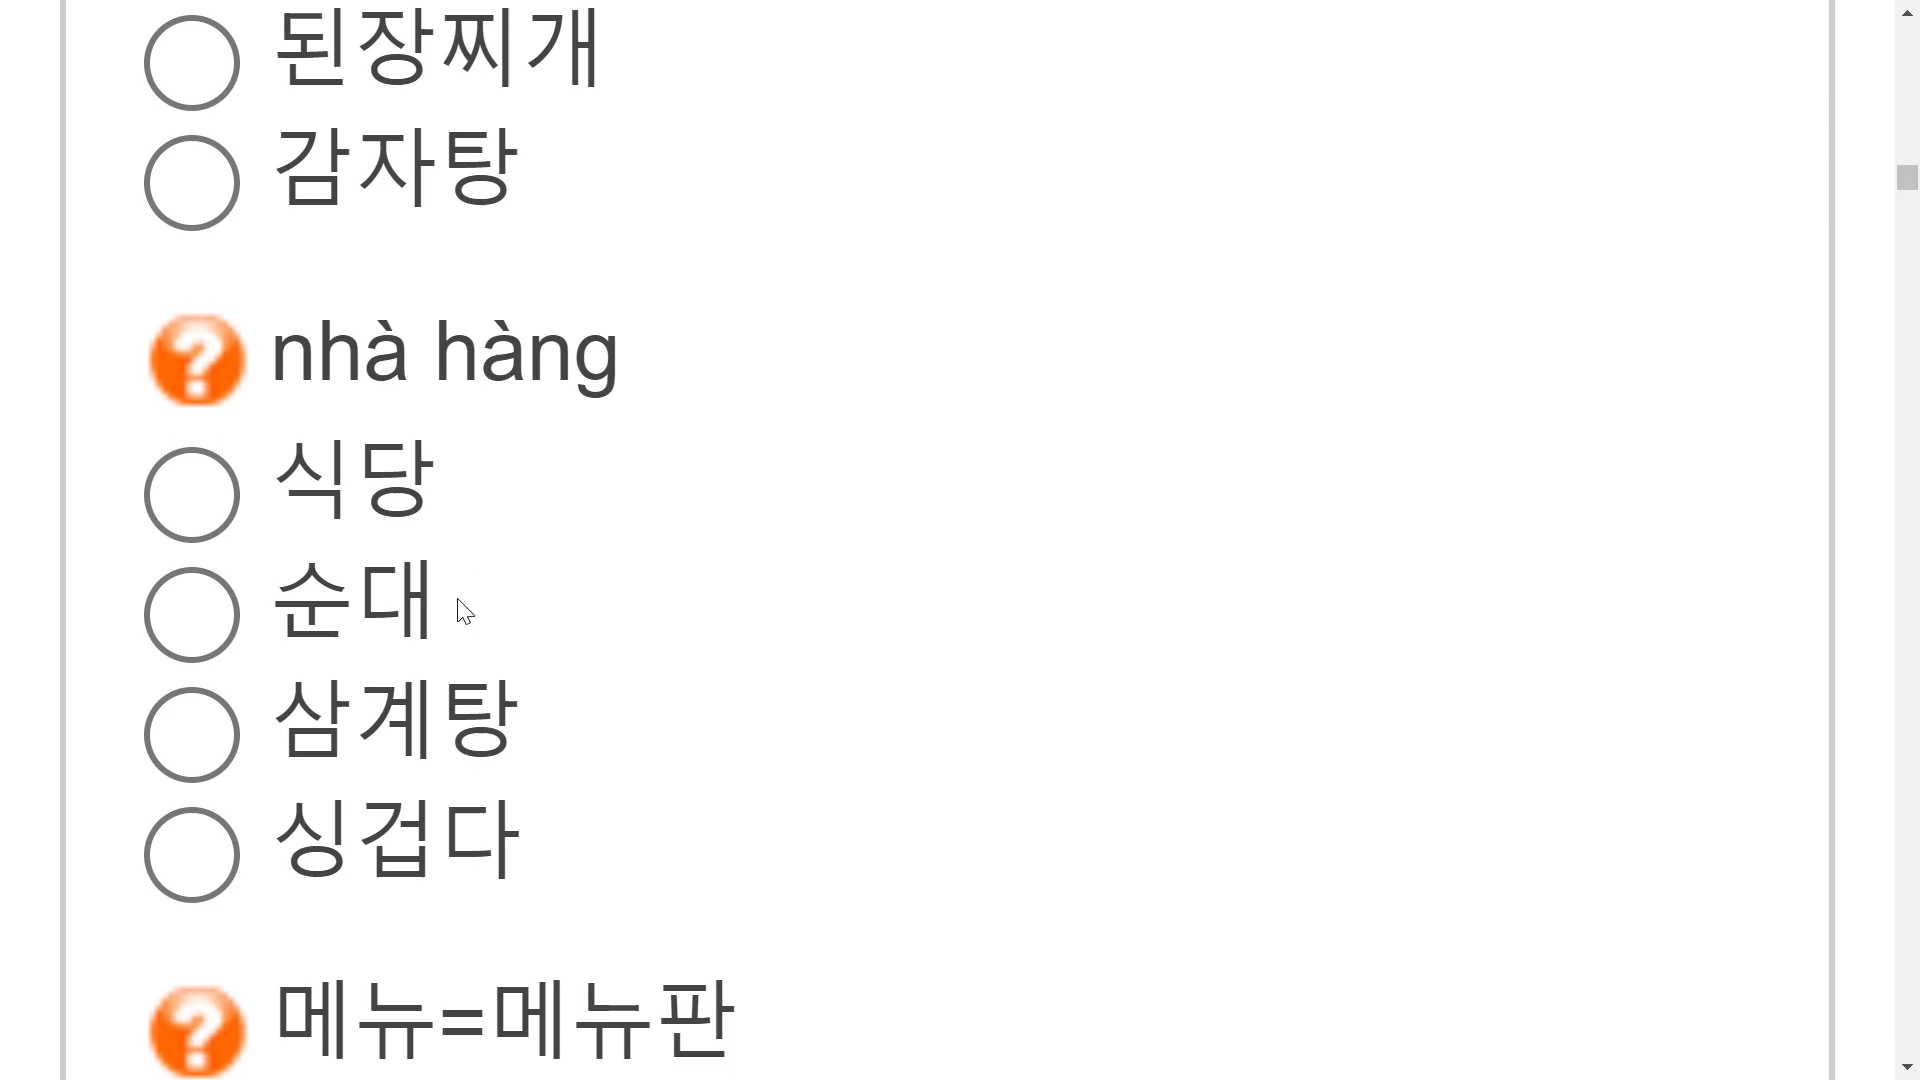 된장찌개
감자탕
nhà hàng
식당
순대
삼계탕
싱겁다
메뉴=메뉴판